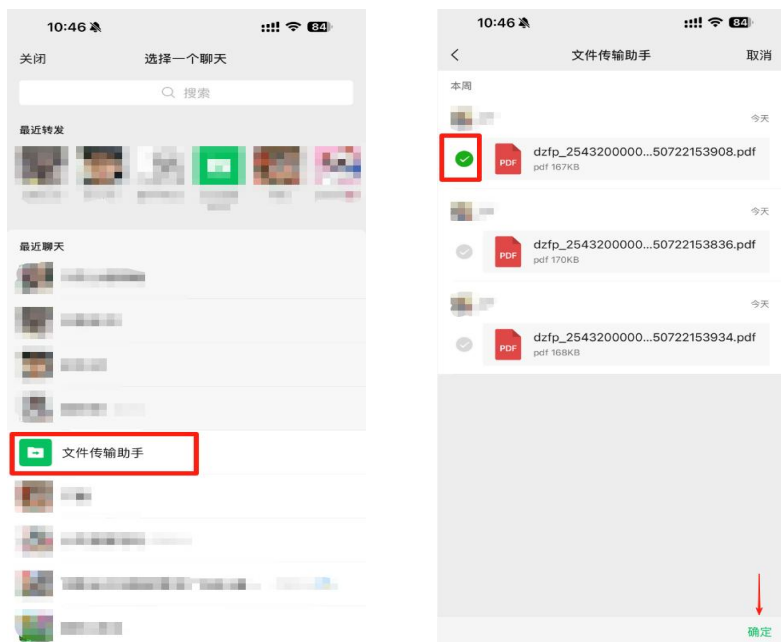 10:46
84
关闭
选择一个聊天
搜索
最近转发
最近聊天
文件传输助手
10:46
84
文件传输助手
取消
本周
今天
PDF
dzfp_2543200000...50722153908.pdf
pdf 167KB
今天
PDF
dzfp_2543200000...50722153836.pdf
pdf 170KB
今天
PDF
dzfp_2543200000...50722153934.pdf
pdf 168KB
确定